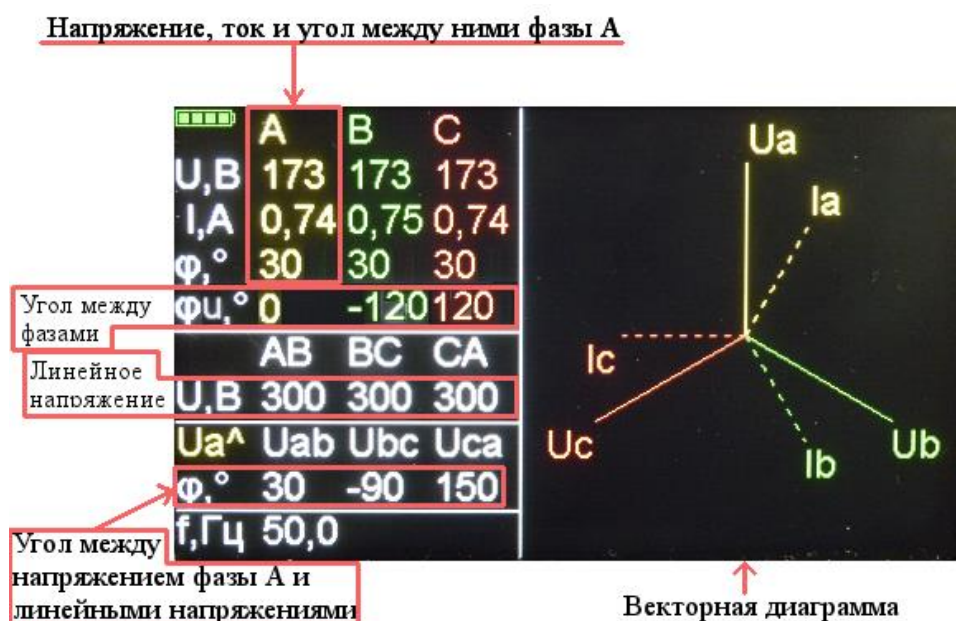 Напряжение, ток и угол между ними фазы А
A B C
U,B 173 173 173
I,A 0,74 0,75 0,74
φ,° 30 30 30
φu,° 0 -120 120
Угол между
фазами
AB BC CA
Линейное
напряжение
U,B 300 300 300
Ua^ Uab Ubc Uca
φ,° 30 -90 150
f,Гц 50,0
Угол между
напряжением фазы А и
линейными напряжениями
Ua
Ia
Ic
Uc
Ib
Ub
Векторная диаграмма